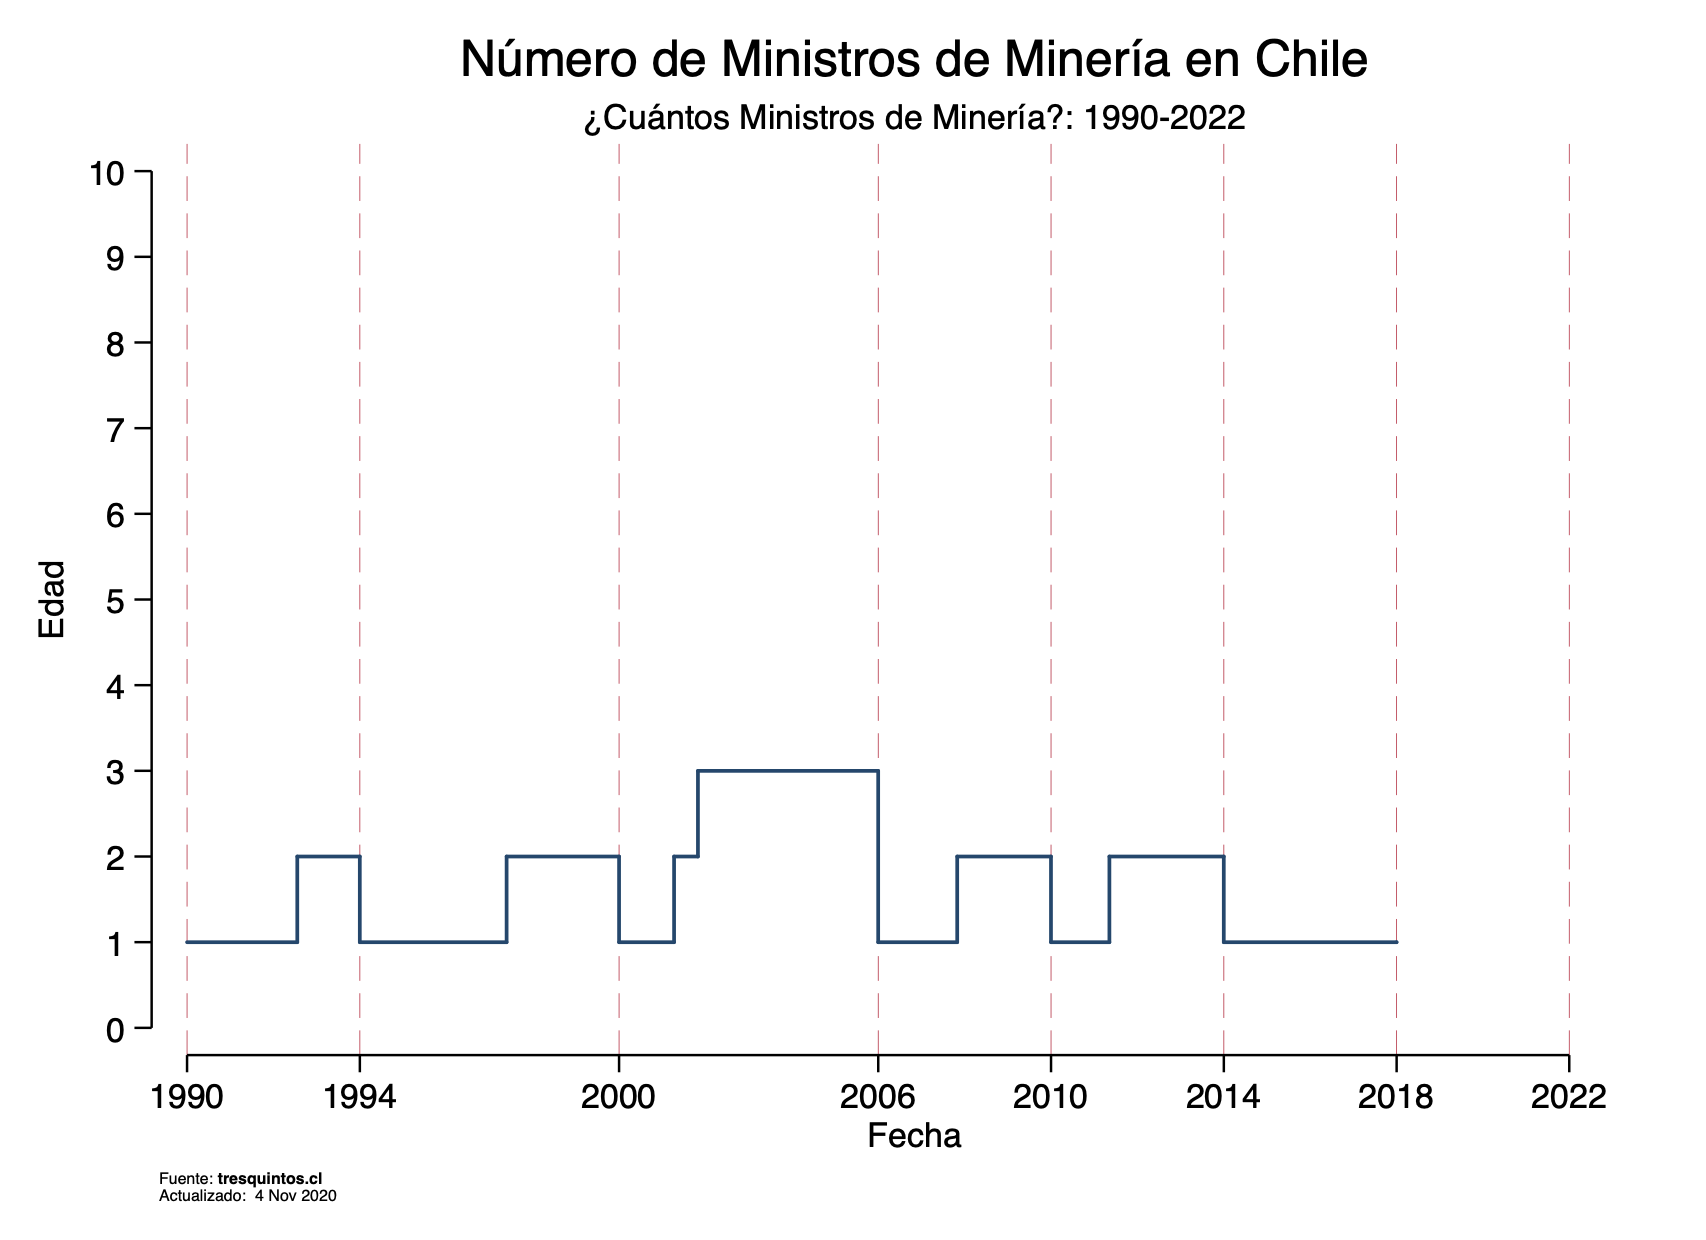 Número de Ministros de Minería en Chile
¿Cuántos Ministros de Minería?: 1990-2022
10
9
8
7
6
5
4
3
2
1
0
Edad
1990 1994 2000 2006 2010 2014 2018 2022
Fecha
Fuente: tresquintos.cl
Actualizado: 4 Nov 2020